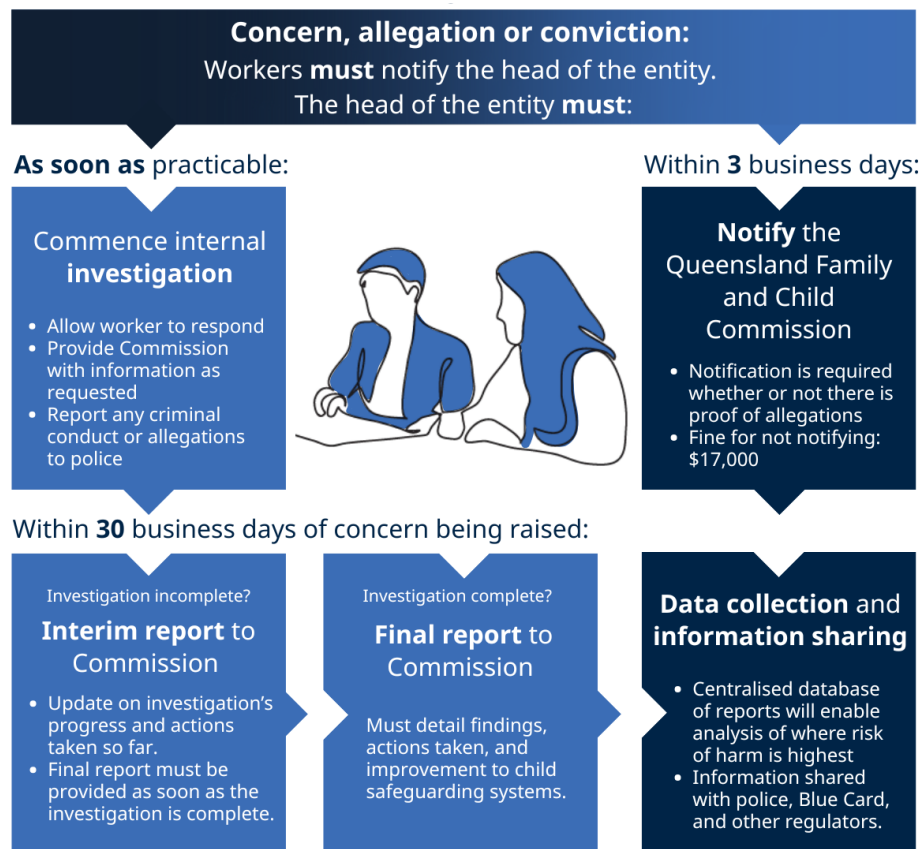 Concern, allegation or conviction:
Workers must notify the head of the entity.
The head of the entity must:
As soon as practicable:
Commence internal
investigation
• Allow worker to respond
• Provide Commission
with information as
requested
• Report any criminal
conduct or allegations
to police
Within 3 business days:
Notify the
Queensland Family
and Child
Commission
• Notification is required
whether or not there is
proof of allegations
• Fine for not notifying:
$17,000
Within 30 business days of concern being raised:
Investigation incomplete?
Interim report to
Commission
• Update on investigation's
progress and actions
taken so far.
• Final report must be
provided as soon as the
investigation is complete.
Investigation complete?
Final report to
Commission
Must detail findings,
actions taken, and
improvement to child
safeguarding systems.
Data collection and
information sharing
• Centralised database
of reports will enable
analysis of where risk
of harm is highest
• Information shared
with police, Blue Card,
and other regulators.